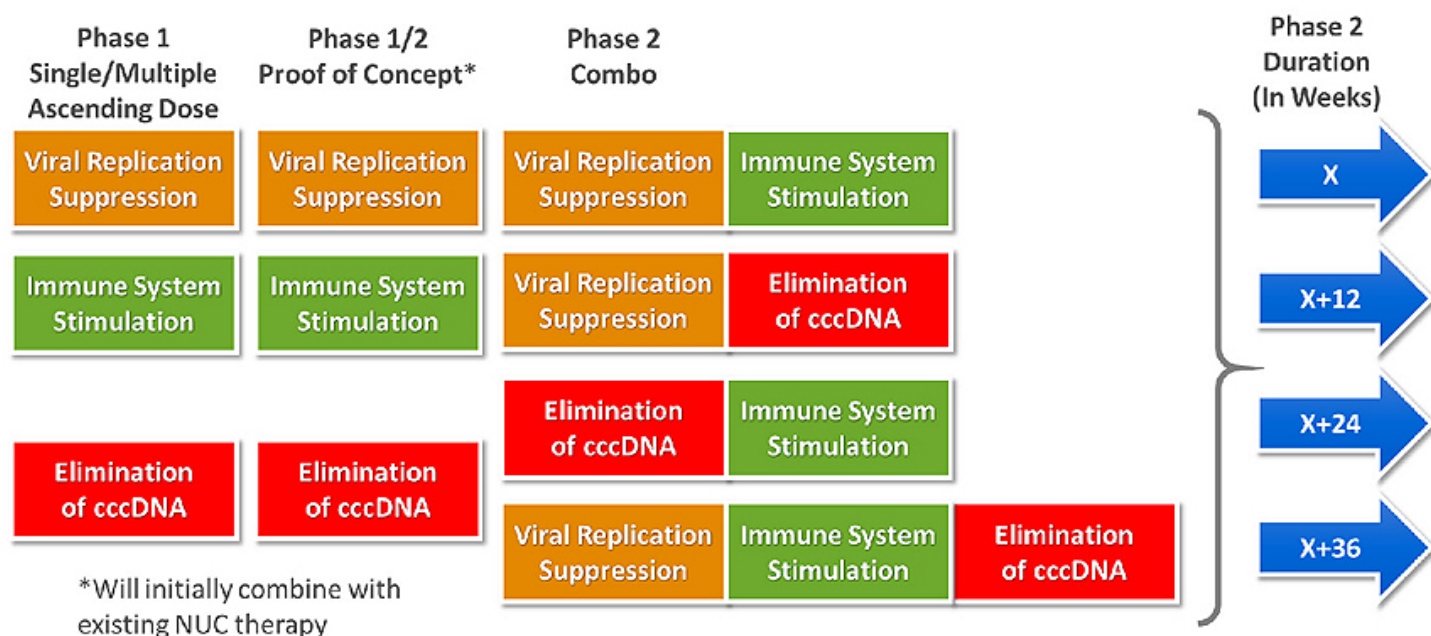 Phase 1
Single/Multiple
Ascending Dose
Phase 1/2
Proof of Concept*
Phase 2
Combo
Phase 2
Duration
(In Weeks)
Viral Replication
Suppression
Viral Replication
Suppression
Viral Replication
Suppression
Immune System
Stimulation
X
Immune System
Stimulation
Immune System
Stimulation
Viral Replication
Suppression
Elimination
of cccDNA
X+12
Elimination
of cccDNA
Immune System
Stimulation
X+24
Elimination
of cccDNA
Elimination
of cccDNA
Viral Replication
Suppression
Immune System
Stimulation
Elimination
of cccDNA
X+36
*Will initially combine with
existing NUC therapy